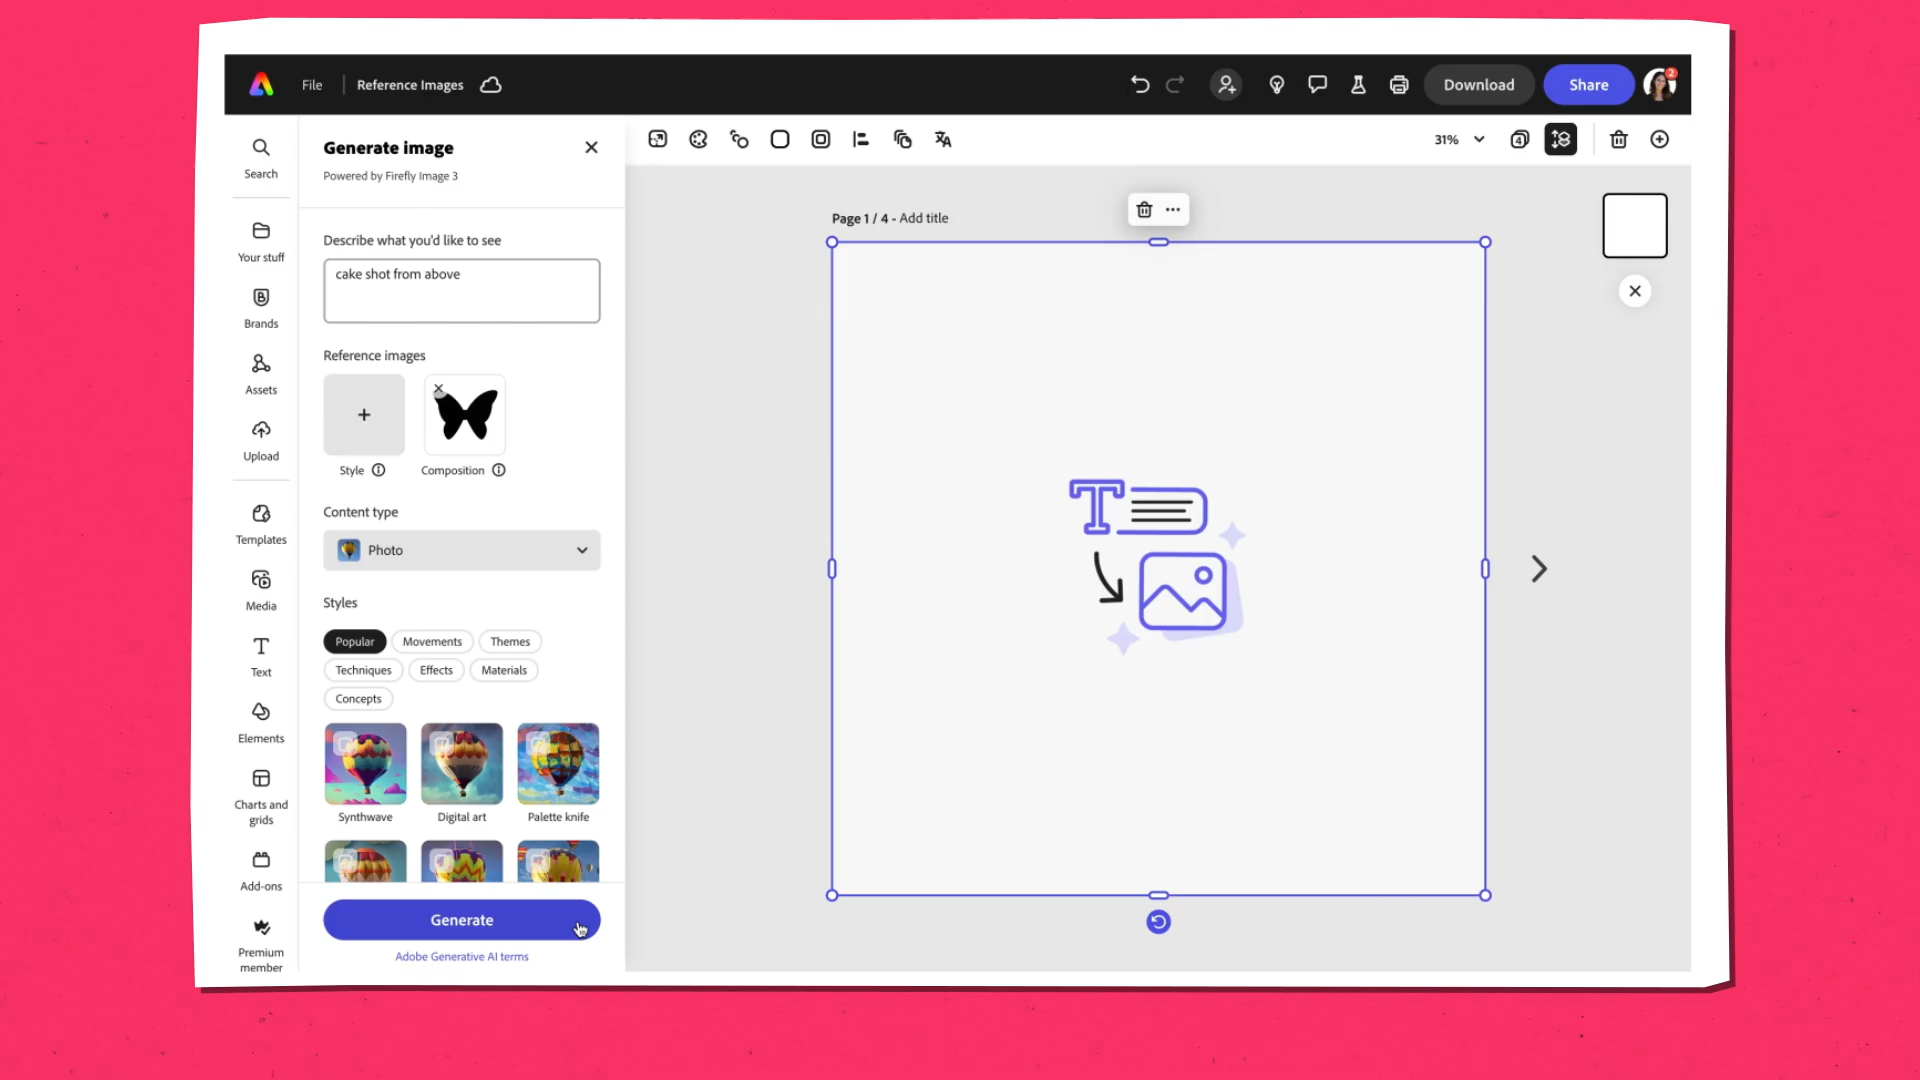 File
Reference Images
Download
Share
2
Search
Your stuff
Brands
Assets
Upload
Templates
Media
Text
Elements
Charts and
grids
Add-ons
Premium
member
Generate image
Powered by Firefly Image 3
Describe what you'd like to see
cake shot from above
Reference images
Style
Composition
Content type
Photo
Styles
Popular
Movements
Themes
Techniques
Effects
Materials
Concepts
Synthwave
Digital art
Palette knife
Generate
Adobe Generative AI terms
31%
4
Page 1 / 4 - Add title
T